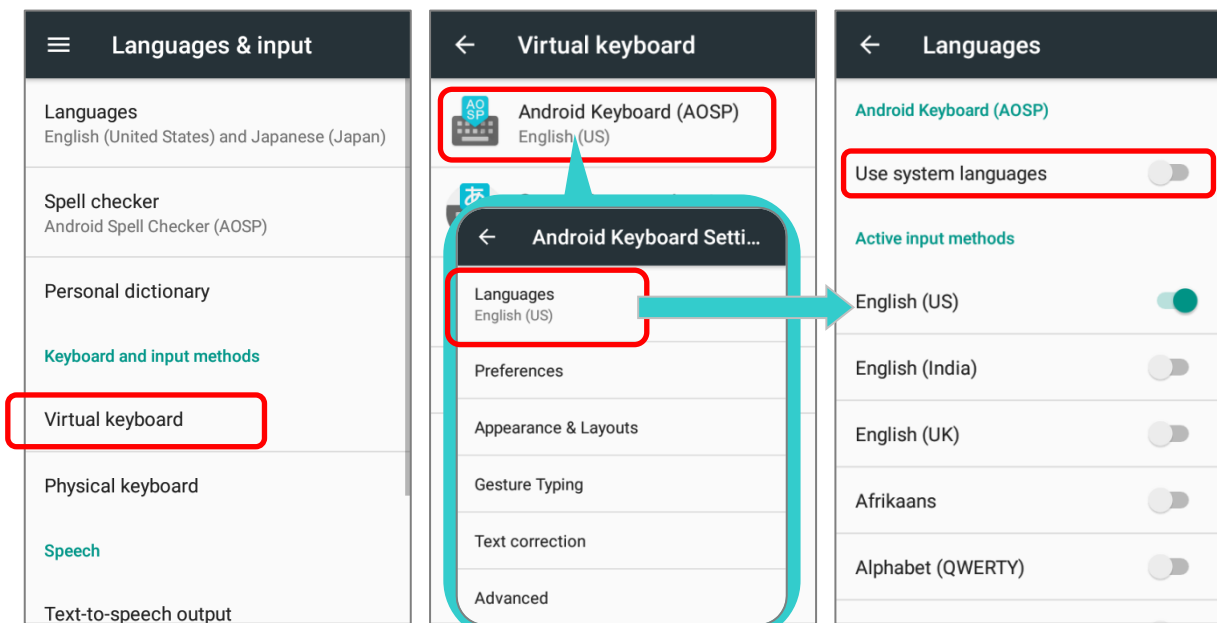 Languages & input
Languages
English (United States) and Japanese (Japan)
Spell checker
Android Spell Checker (AOSP)
Personal dictionary
Keyboard and input methods
Virtual keyboard
Physical keyboard
Speech
Text-to-speech output
Virtual keyboard
AO
SP
Android Keyboard (AOSP)
English (US)
あ
Android Keyboard Setti...
Languages
English (US)
Preferences
Appearance & Layouts
Gesture Typing
Text correction
Advanced
Languages
Android Keyboard (AOSP)
Use system languages
Active input methods
English (US)
English (India)
English (UK)
Afrikaans
Alphabet (QWERTY)